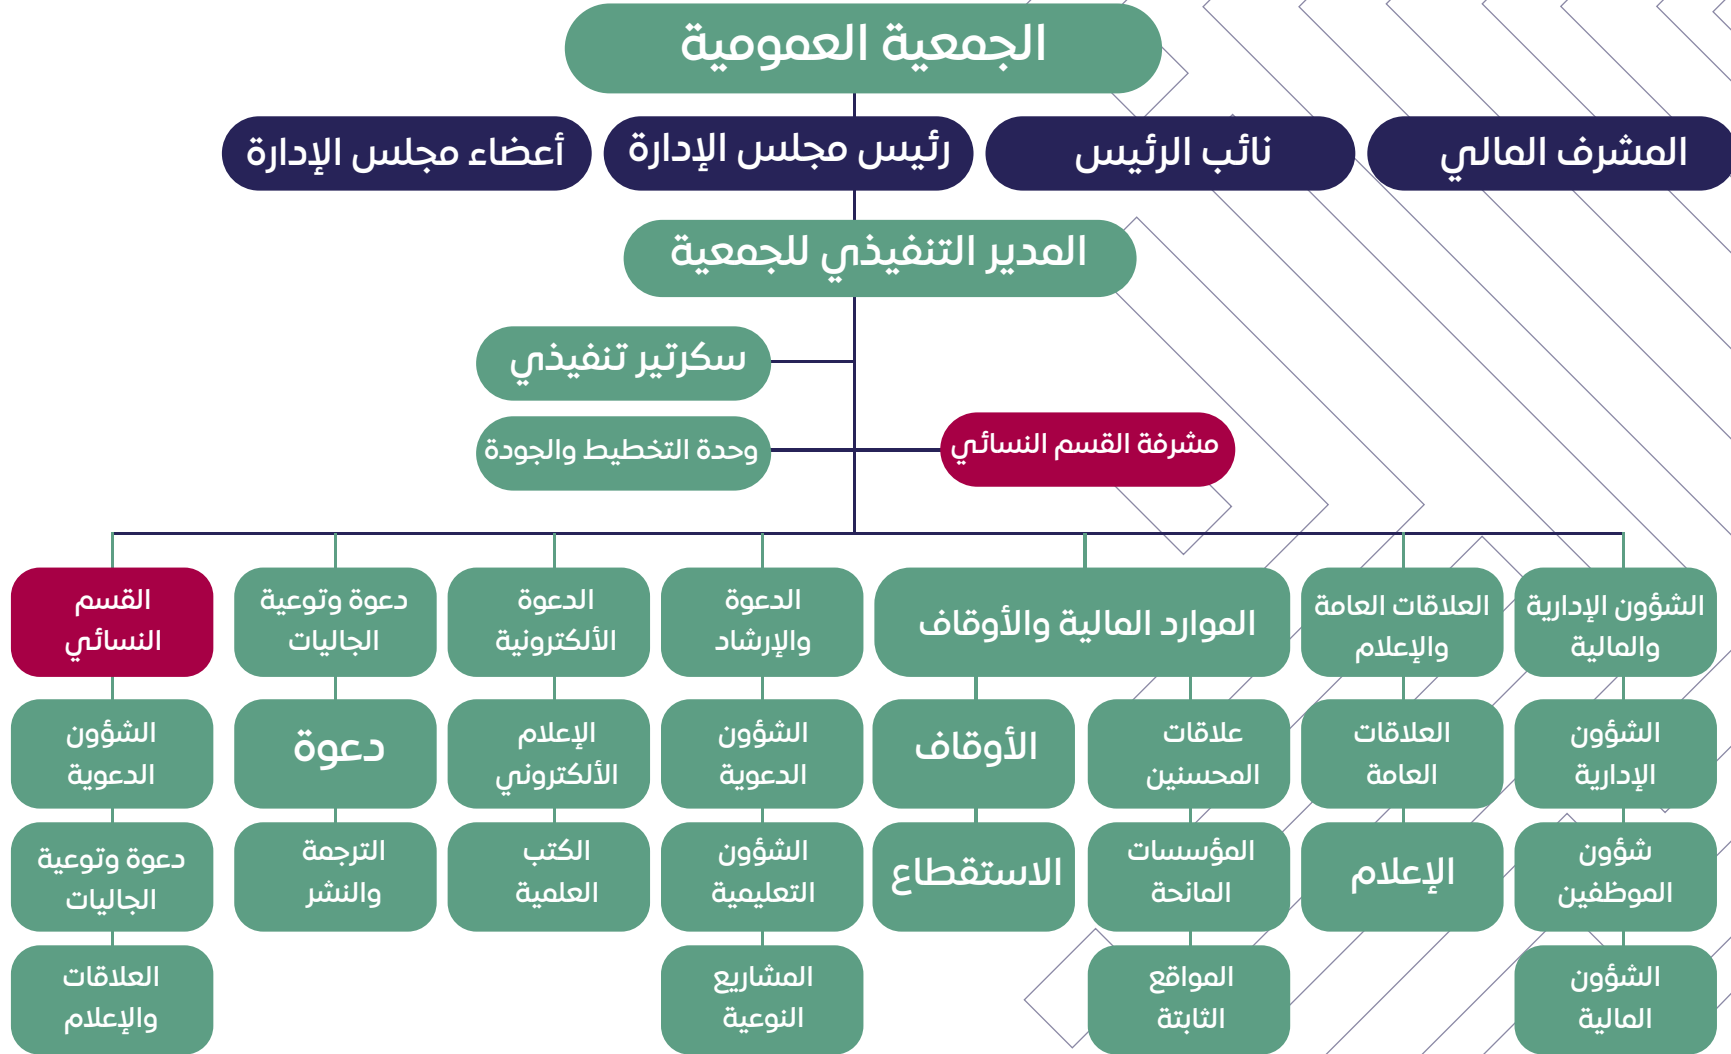 الجمعية العمومية
المشرف المالي
نائب الرئيس
رئيس مجلس الإدارة
أعضاء مجلس الإدارة
المدير التنفيذي للجمعية
سكرتير تنفيذي
مشرفة القسم النسائي
وحدة التخطيط والجودة
الشؤون الإدارية
والمالية
العلاقات العامة
والإعلام
الموارد المالية والأوقاف
الدعوة
والإرشاد
الدعوة
الألكترونية
دعوة وتوعية
الجاليات
القسم
النسائي
الشؤون
الإدارية
العلاقات
العامة
علاقات
المحسنين
الأوقاف
الشؤون
الدعوية
الإعلام
الألكتروني
دعوة
الشؤون
الدعوية
شؤون
الموظفين
الإعلام
المؤسسات
المانحة
الاستقطاع
الشؤون
التعليمية
الكتب
العلمية
الترجمة
والنشر
دعوة وتوعية
الجاليات
الشؤون
المالية
المواقع
الثابتة
المشاريع
النوعية
العلاقات
والإعلام